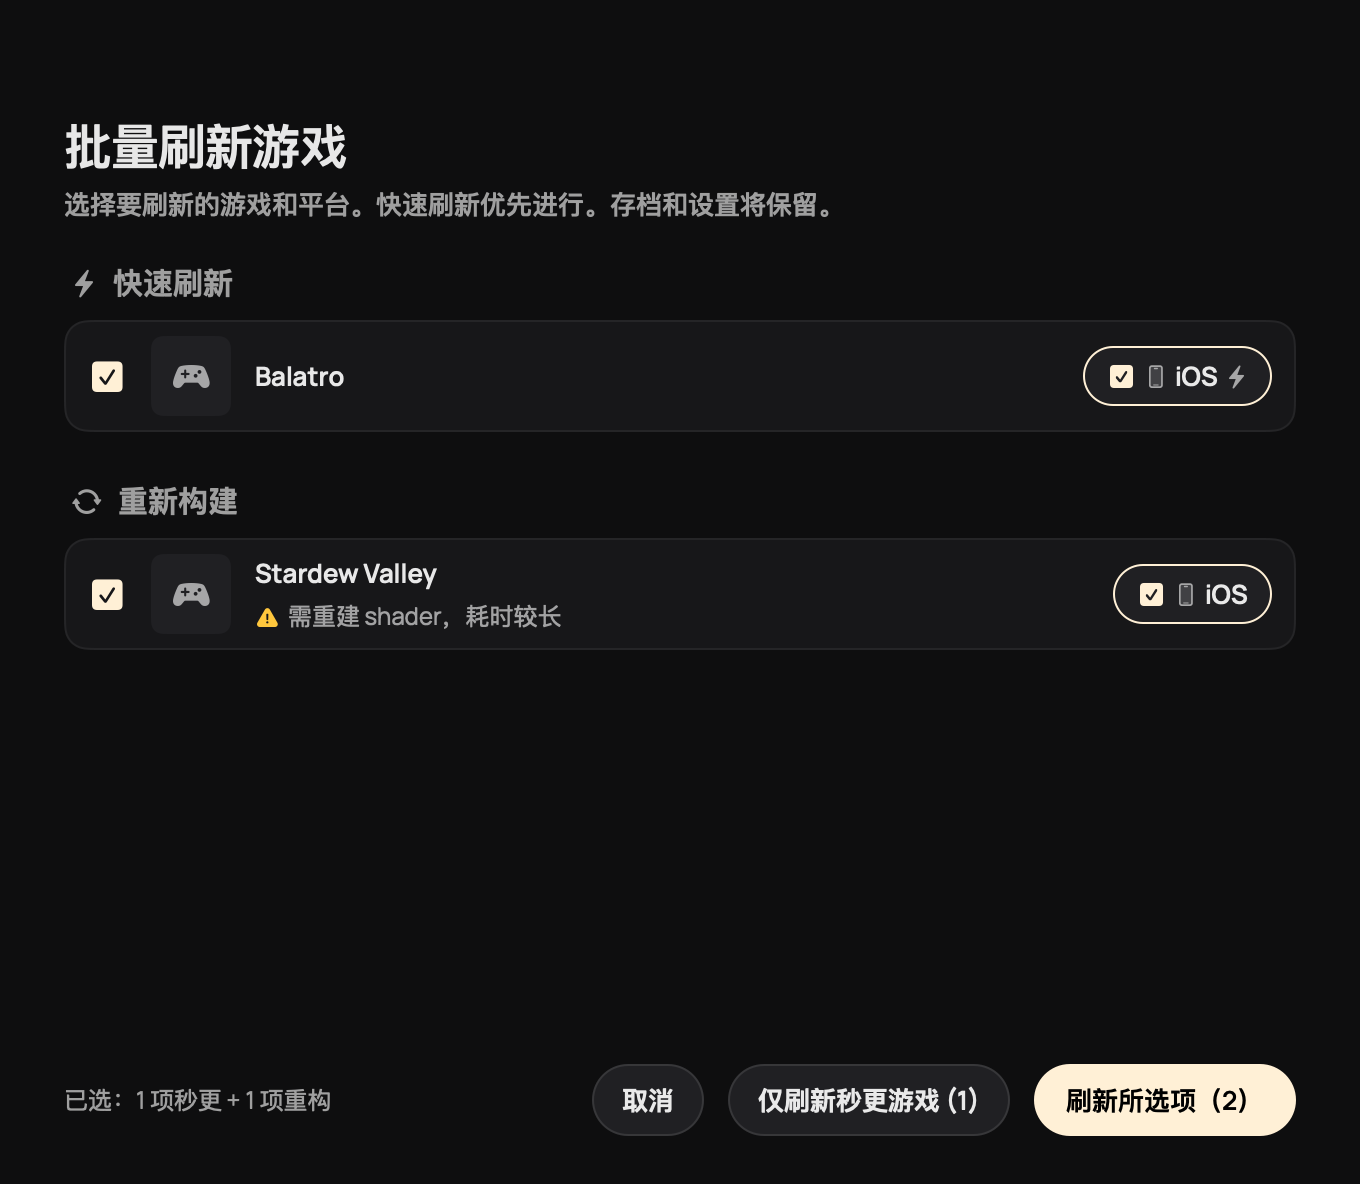 批量刷新游戏
选择要刷新的游戏和平台。快速刷新优先进行。存档和设置将保留。
快速刷新
Balatro
iOS
重新构建
Stardew Valley
需重建 shader，耗时较长
iOS
已选：1 项秒更 + 1 项重构
取消
仅刷新秒更游戏 (1)
刷新所选项（2）